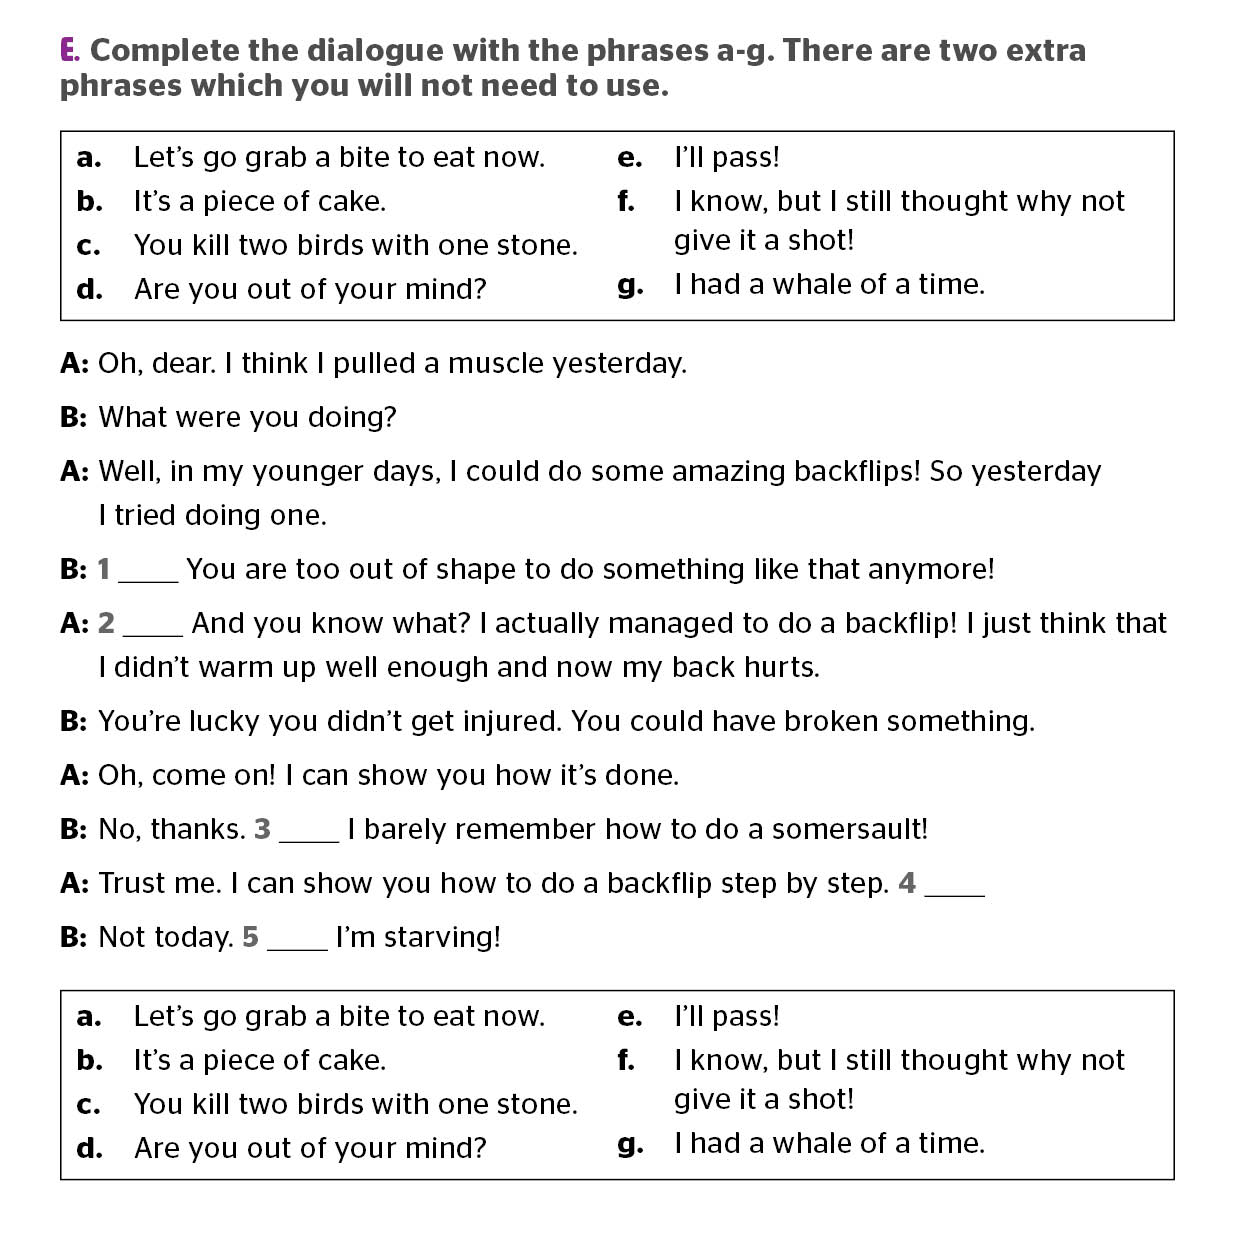 E. Complete the dialogue with the phrases a-g. There are two extra
phrases which you will not need to use.
a. Let's go grab a bite to eat now.
b. It's a piece of cake.
c. You kill two birds with one stone.
d. Are you out of your mind?
e. I'll pass!
f. I know, but I still thought why not
give it a shot!
g. I had a whale of a time.
A: Oh, dear. I think I pulled a muscle yesterday.
B: What were you doing?
A: Well, in my younger days, I could do some amazing backflips! So yesterday
I tried doing one.
B: 1 ____ You are too out of shape to do something like that anymore!
A: 2 ____ And you know what? I actually managed to do a backflip! I just think that
I didn't warm up well enough and now my back hurts.
B: You're lucky you didn't get injured. You could have broken something.
A: Oh, come on! I can show you how it's done.
B: No, thanks. 3 ____ I barely remember how to do a somersault!
A: Trust me. I can show you how to do a backflip step by step. 4 ____
B: Not today. 5 ____ I'm starving!
a. Let's go grab a bite to eat now.
b. It's a piece of cake.
c. You kill two birds with one stone.
d. Are you out of your mind?
e. I'll pass!
f. I know, but I still thought why not
give it a shot!
g. I had a whale of a time.